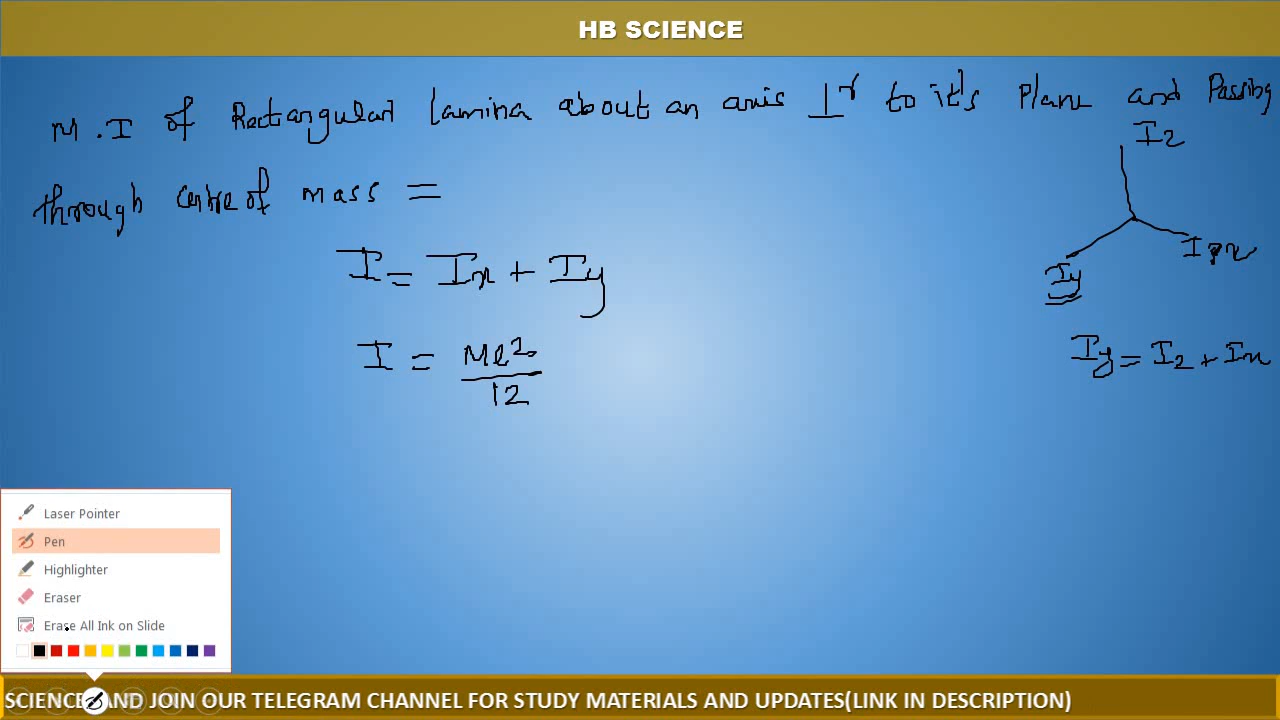 HB SCIENCE
M.I of Rectangular lamina about an axis ⊥r to it's Plane and Passing
Iz
through centre of mass =
Ix
I = Ix + Iy
Iy
I = Ml²/12
Iy = Iz + Ix
Laser Pointer
Pen
Highlighter
Eraser
Erase All Ink on Slide
SCIENCE AND JOIN OUR TELEGRAM CHANNEL FOR STUDY MATERIALS AND UPDATES(LINK IN DESCRIPTION)